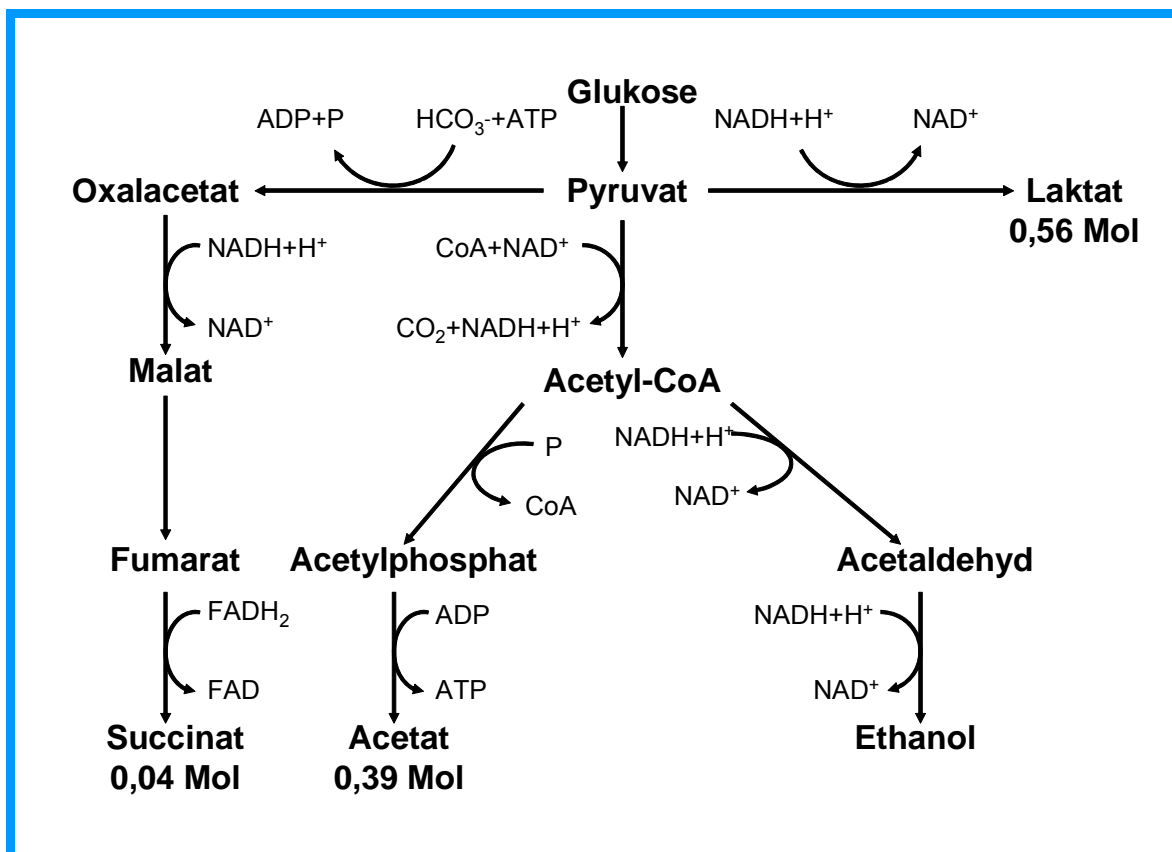 Glukose
ADP+P
HCO₃-+ATP
NADH+H⁺
NAD⁺
Oxalacetat
Pyruvat
Laktat
0,56 Mol
NADH+H⁺
CoA+NAD⁺
NAD⁺
CO₂+NADH+H⁺
Malat
Acetyl-CoA
P
NADH+H⁺
CoA
NAD⁺
Fumarat
Acetylphosphat
Acetaldehyd
FADH₂
ADP
NADH+H⁺
FAD
ATP
NAD⁺
Succinat
0,04 Mol
Acetat
0,39 Mol
Ethanol